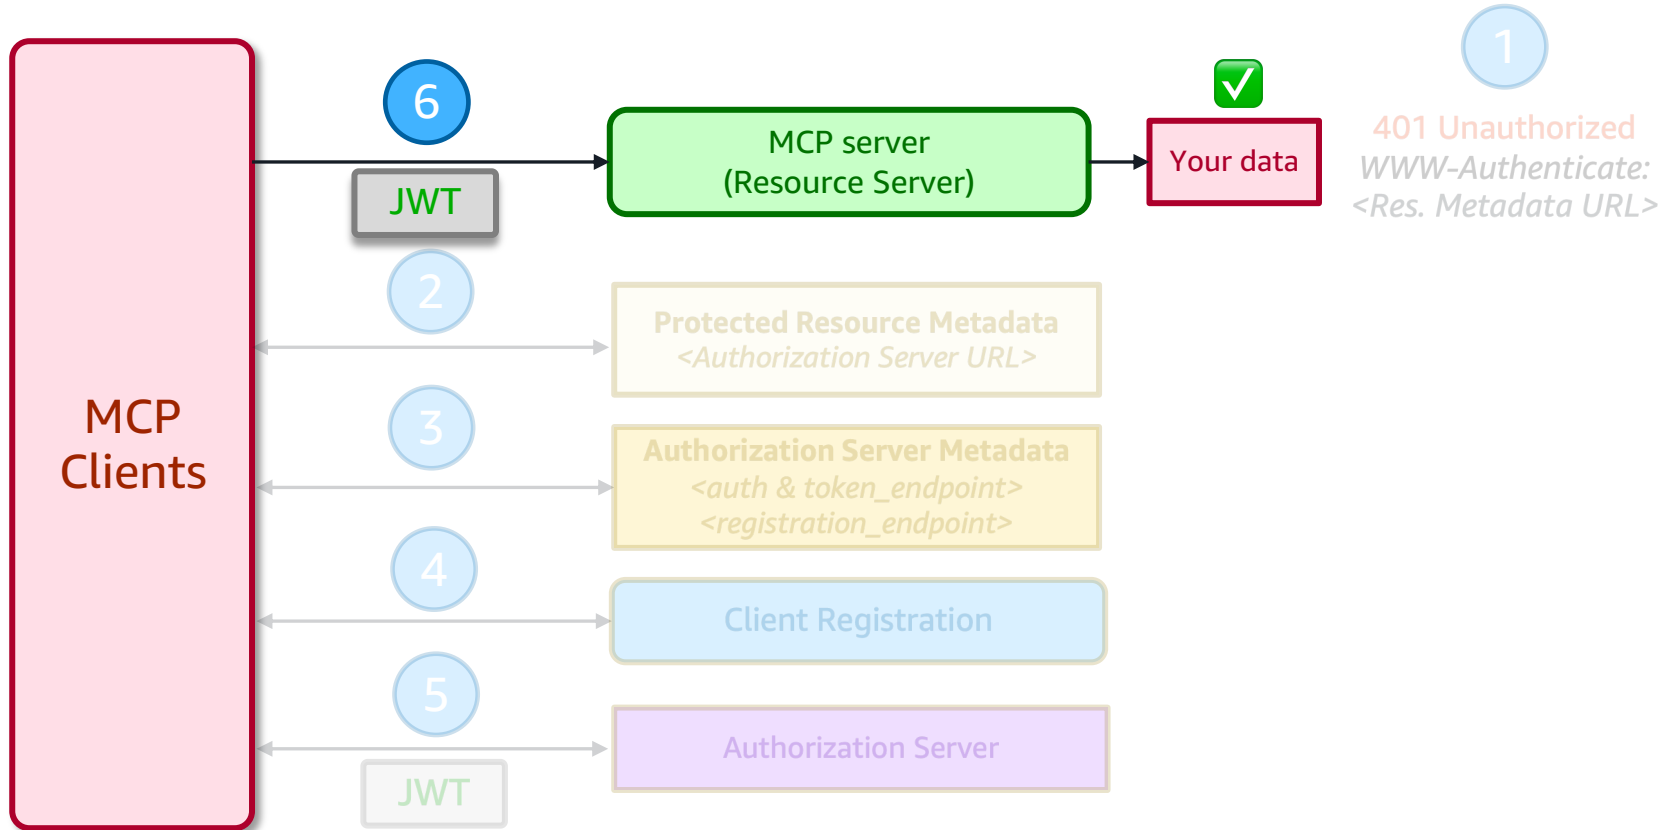 1
6
401 Unauthorized
WWW-Authenticate:
<Res. Metadata URL>
MCP server
(Resource Server)
Your data
JWT
2
Protected Resource Metadata
<Authorization Server URL>
MCP
Clients
3
Authorization Server Metadata
<auth & token_endpoint>
<registration_endpoint>
4
Client Registration
5
Authorization Server
JWT